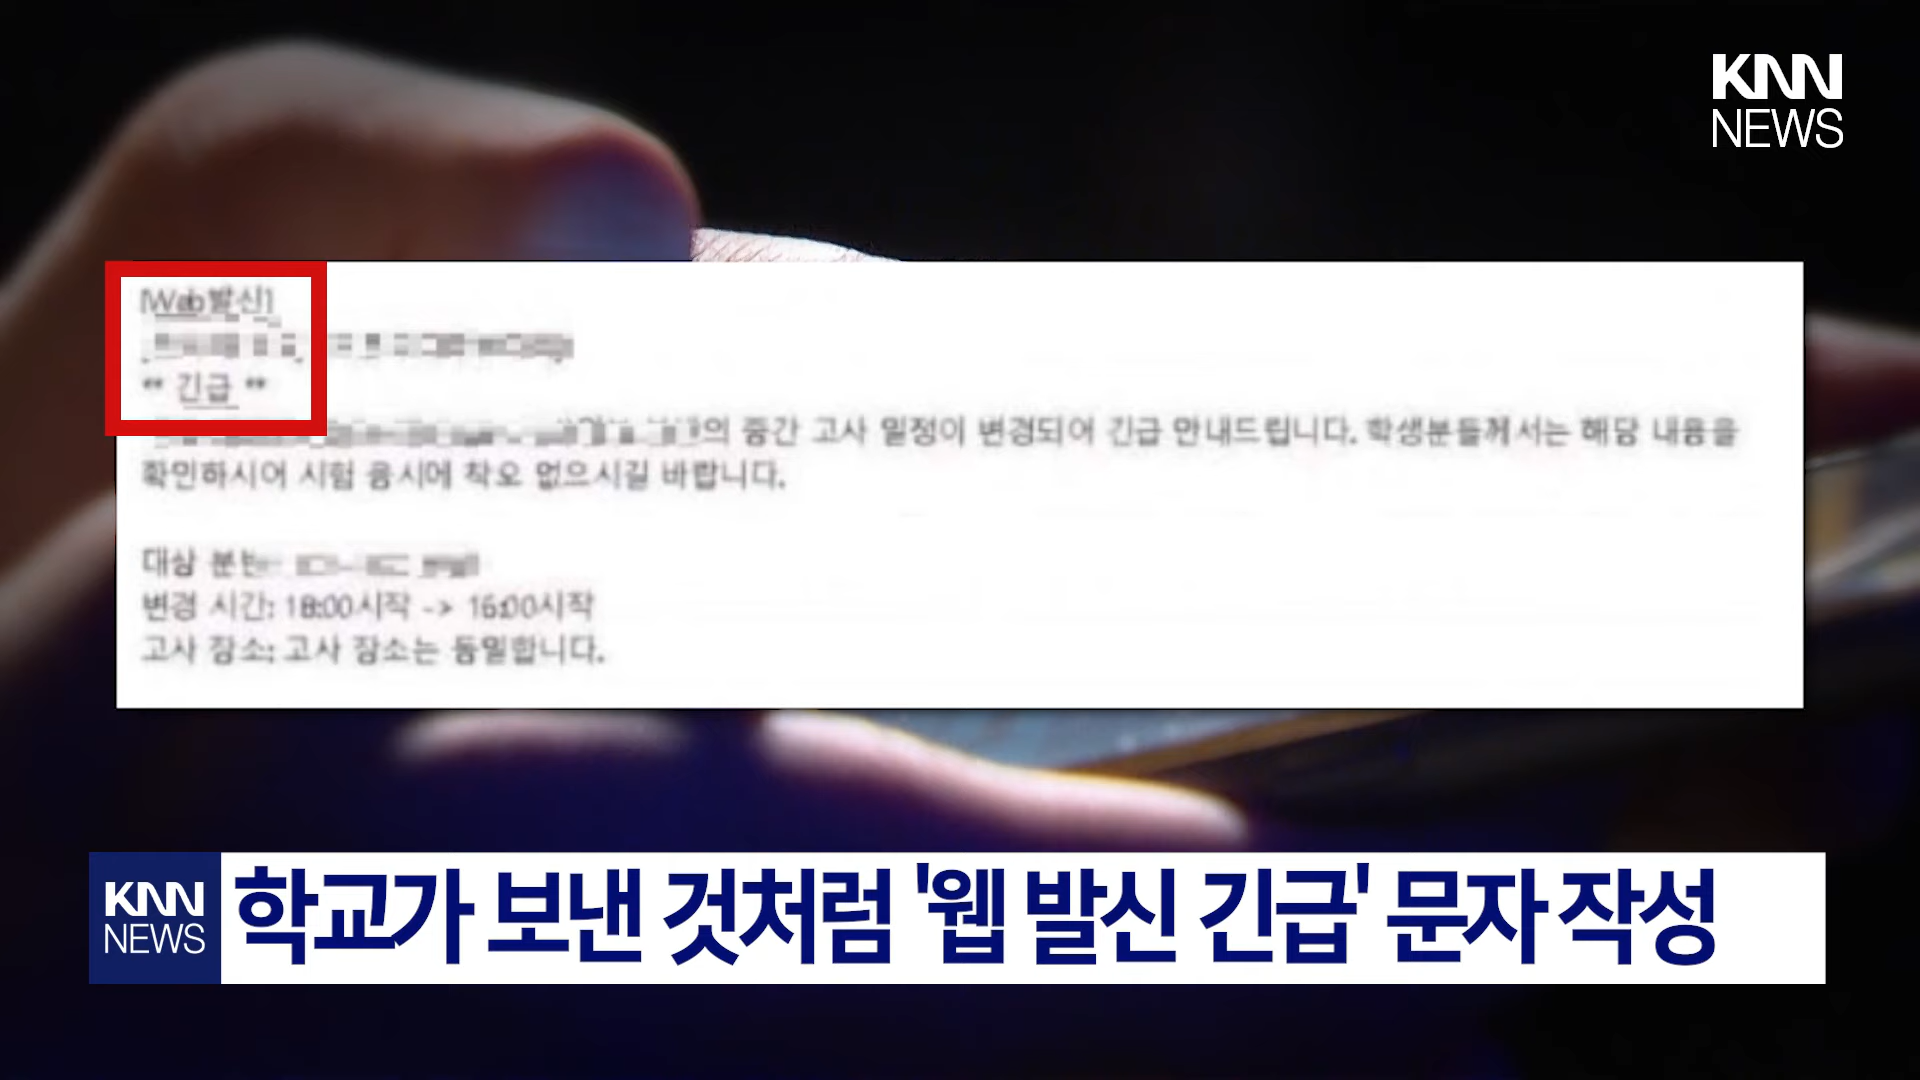 KNN
NEWS
[Web발신]
** 긴급 **
의 중간 고사 일정이 변경되어 긴급 안내드립니다. 학생분들께서는 해당 내용을
확인하시어 시험 응시에 착오 없으시길 바랍니다.
대상 분반
변경 시간: 18:00시작 -> 16:00시작
고사 장소: 고사 장소는 동일합니다.
KNN
NEWS
학교가 보낸 것처럼 '웹 발신 긴급' 문자 작성